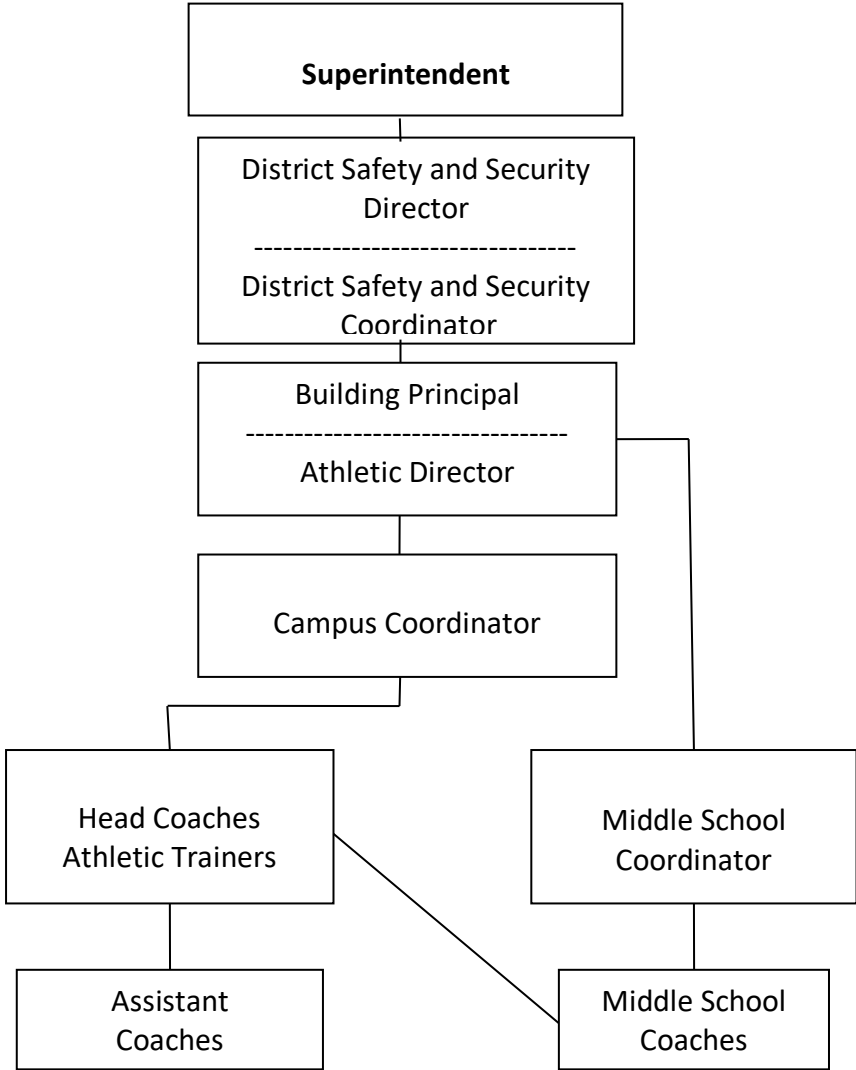 Superintendent
District Safety and Security
Director
---------------------------------
District Safety and Security
Coordinator
Building Principal
---------------------------------
Athletic Director
Campus Coordinator
Head Coaches
Athletic Trainers
Middle School
Coordinator
Assistant
Coaches
Middle School
Coaches